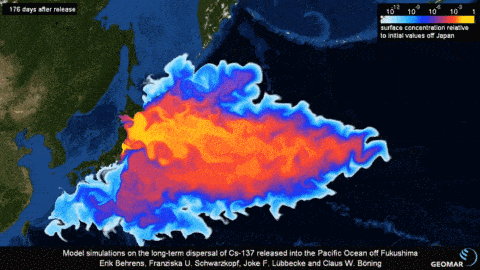 176 days after release
10^-12 10^-9 10^-6 10^-3 1
surface concentration relative
to initial values off Japan
Model simulations on the long-term dispersal of Cs-137 released into the Pacific Ocean off Fukushima
Erik Behrens, Franziska U. Schwarzkopf, Joke F. Lübbecke and Claus W. Böning
GEOMAR